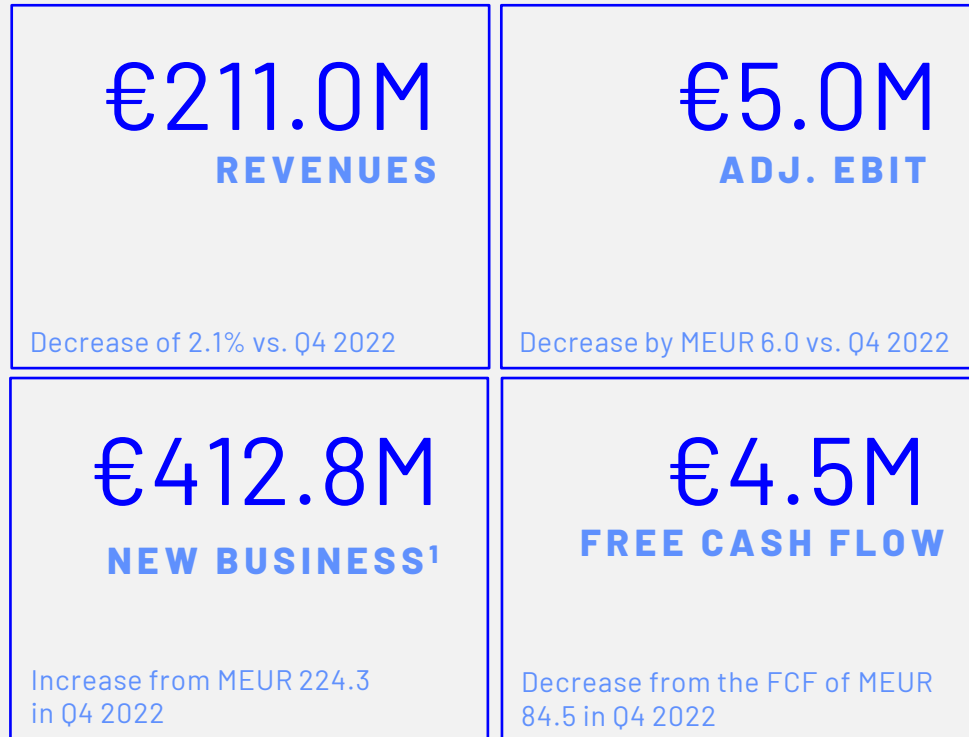 €211.0M
REVENUES
Decrease of 2.1% vs. Q4 2022
€5.0M
ADJ. EBIT
Decrease by MEUR 6.0 vs. Q4 2022
€412.8M
NEW BUSINESS¹
Increase from MEUR 224.3
in Q4 2022
€4.5M
FREE CASH FLOW
Decrease from the FCF of MEUR
84.5 in Q4 2022